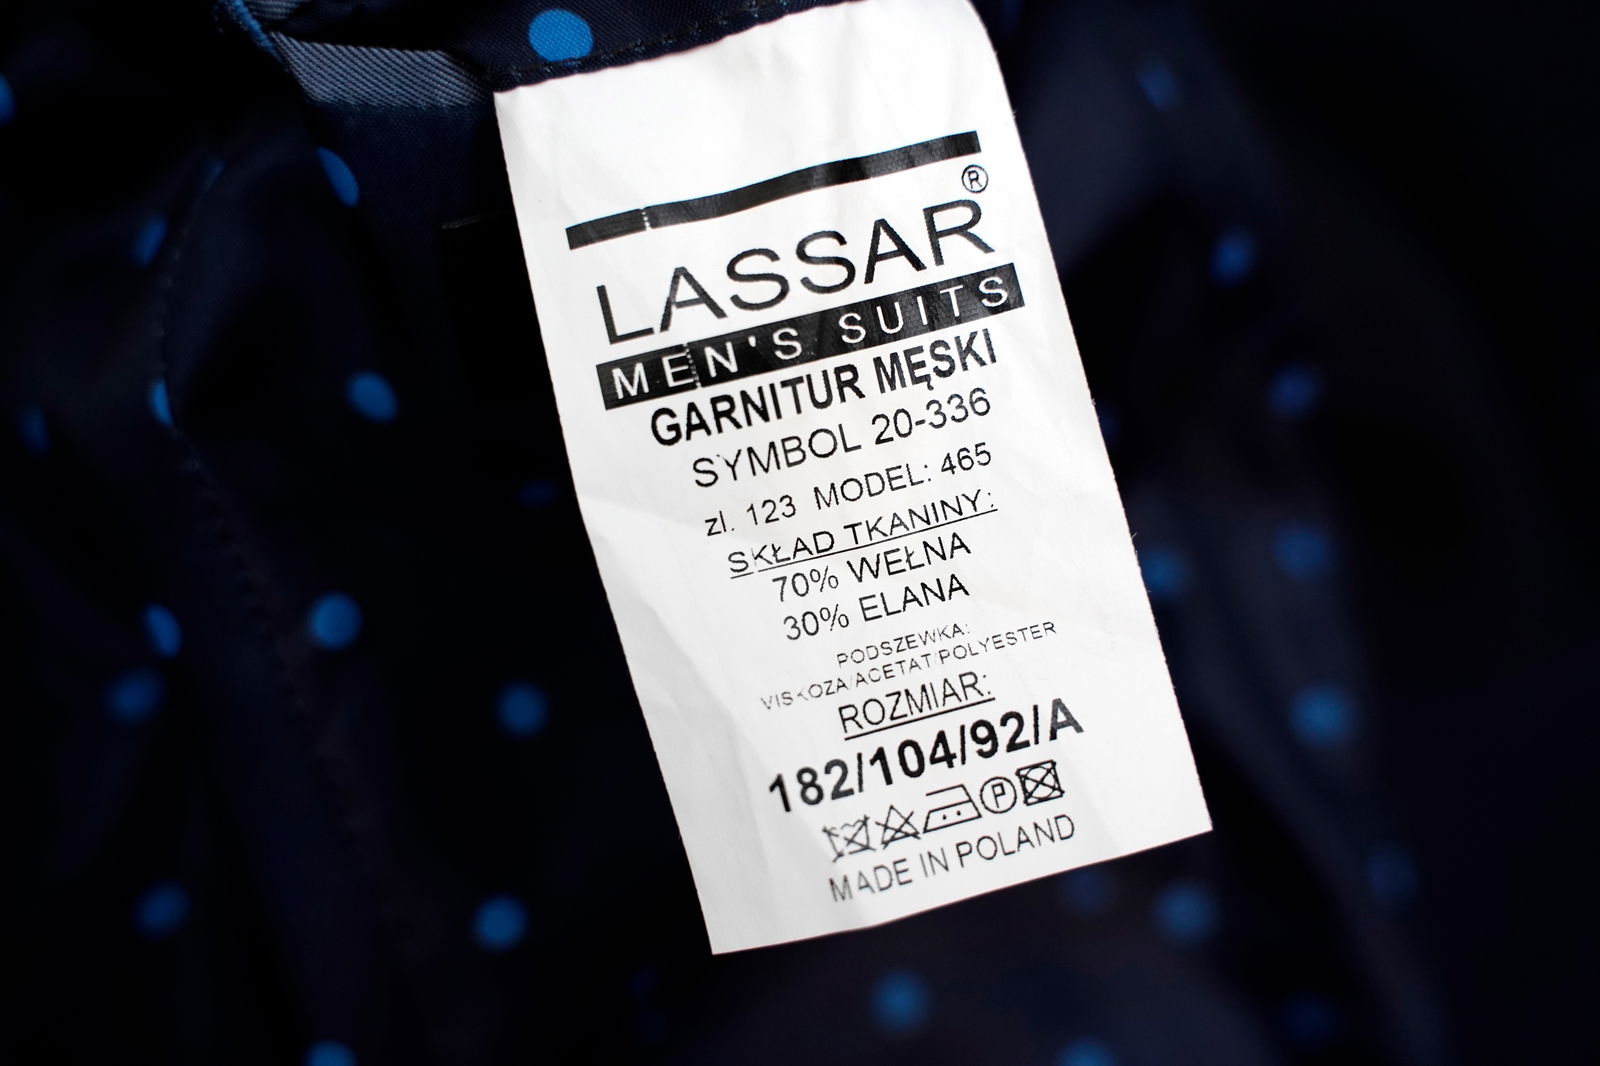 ®
LASSAR
MEN'S SUITS
GARNITUR MĘSKI
SYMBOL 20-336
zl. 123 MODEL: 465
SKŁAD TKANINY:
70% WEŁNA
30% ELANA
PODSZEWKA:
VISKOZA/ACETAT/POLYESTER
ROZMIAR:
182/104/92/A
P
MADE IN POLAND